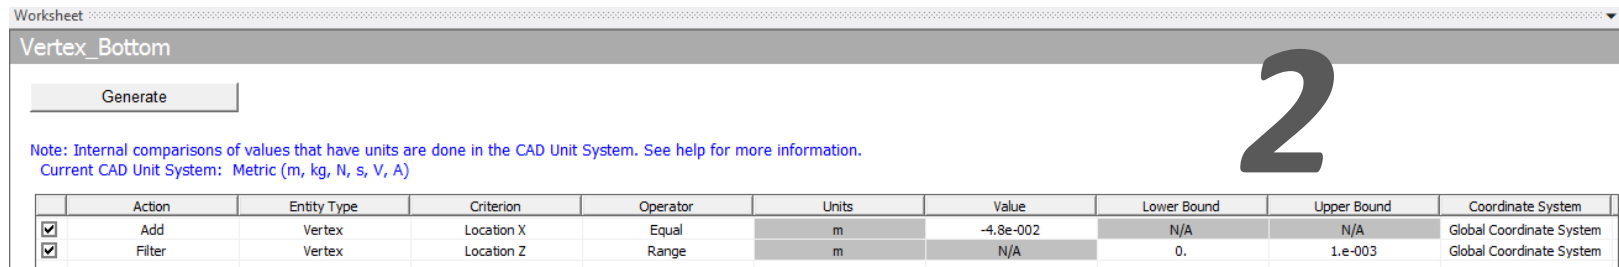 Worksheet
Vertex_Bottom
2
Generate
Note: Internal comparisons of values that have units are done in the CAD Unit System. See help for more information.
Current CAD Unit System: Metric (m, kg, N, s, V, A)
Action Entity Type Criterion Operator Units Value Lower Bound Upper Bound Coordinate System
Add Vertex Location X Equal m -4.8e-002 N/A N/A Global Coordinate System
Filter Vertex Location Z Range m N/A 0. 1.e-003 Global Coordinate System